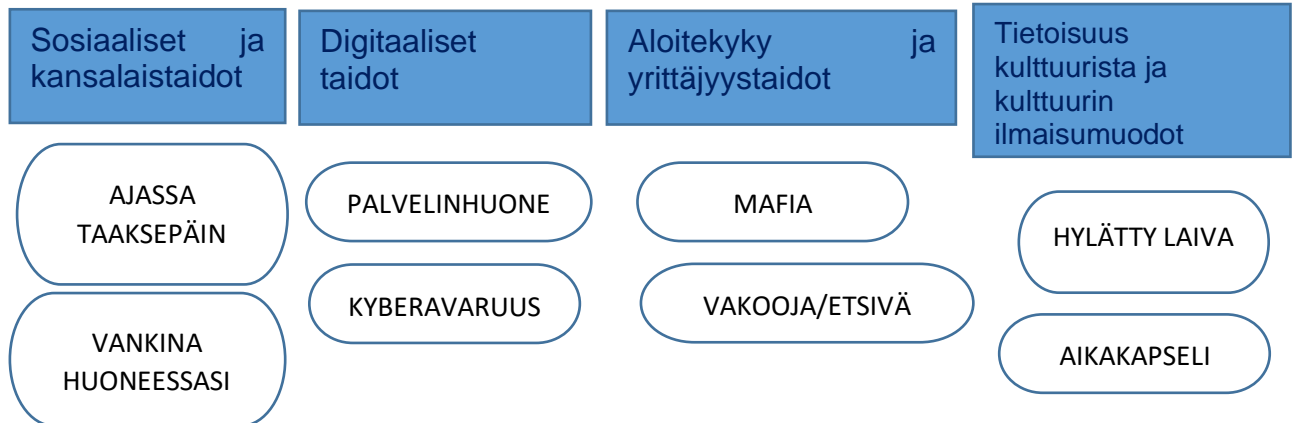 Sosiaaliset ja
kansalaistaidot
Digitaaliset
taidot
Aloitekyky ja
yrittäjyystaidot
Tietoisuus
kulttuurista ja
kulttuurin
ilmaisumuodot
AJASSA
TAAKSEPÄIN
PALVELINHUONE
MAFIA
HYLÄTTY LAIVA
VANKINA
HUONEESSASI
KYBERAVARUUS
VAKOOJA/ETSIVÄ
AIKAKAPSELI